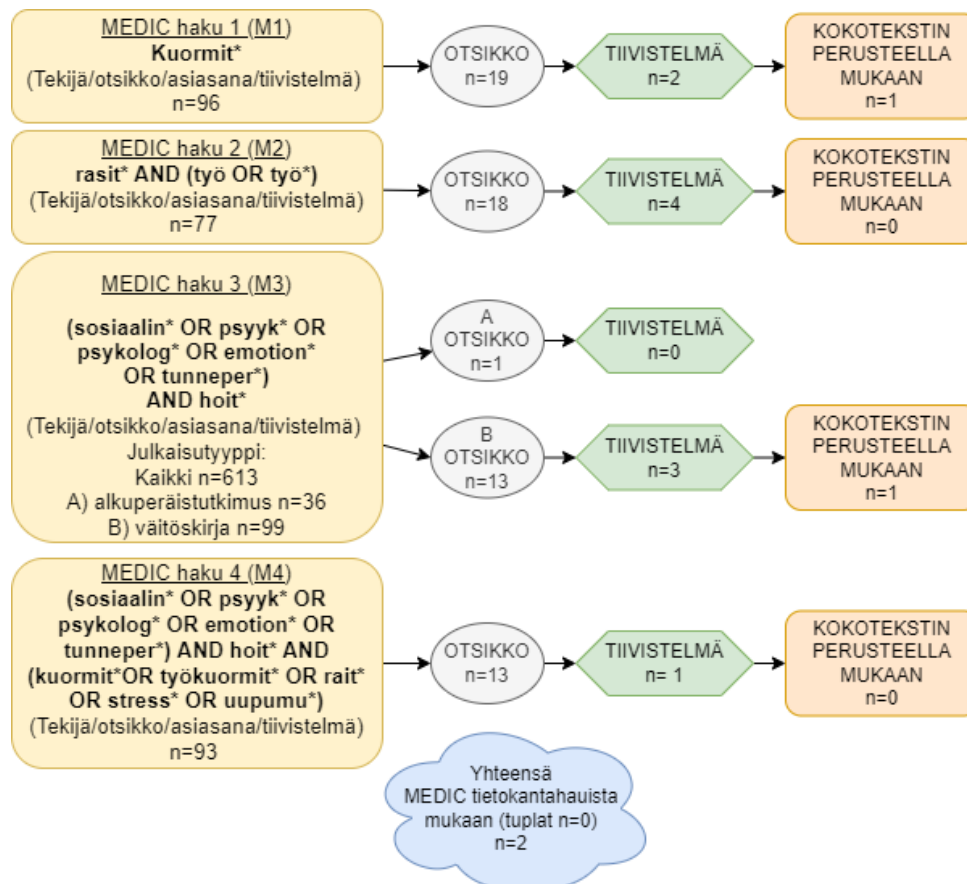 MEDIC haku 1 (M1)
Kuormit*
(Tekijä/otsikko/asiasana/tiivistelmä)
n=96
OTSIKKO
n=19
TIIVISTELMÄ
n=2
KOKOTEKSTIN
PERUSTEELLA
MUKAAN
n=1
MEDIC haku 2 (M2)
rasit* AND (työ OR työ*)
(Tekijä/otsikko/asiasana/tiivistelmä)
n=77
OTSIKKO
n=18
TIIVISTELMÄ
n=4
KOKOTEKSTIN
PERUSTEELLA
MUKAAN
n=0
MEDIC haku 3 (M3)
(sosiaalin* OR psyyk* OR
psykolog* OR emotion*
OR tunneper*)
AND hoit*
(Tekijä/otsikko/asiasana/tiivistelmä)
Julkaisutyyppi:
Kaikki n=613
A) alkuperäistutkimus n=36
B) väitöskirja n=99
A
OTSIKKO
n=1
TIIVISTELMÄ
n=0
B
OTSIKKO
n=13
TIIVISTELMÄ
n=3
KOKOTEKSTIN
PERUSTEELLA
MUKAAN
n=1
MEDIC haku 4 (M4)
(sosiaalin* OR psyyk* OR
psykolog* OR emotion* OR
tunneper*) AND hoit* AND
(kuormit*OR työkuormit* OR rait*
OR stress* OR uupumu*)
(Tekijä/otsikko/asiasana/tiivistelmä)
n=93
OTSIKKO
n=13
TIIVISTELMÄ
n= 1
KOKOTEKSTIN
PERUSTEELLA
MUKAAN
n=0
Yhteensä
MEDIC tietokantahauista
mukaan (tuplat n=0)
n=2